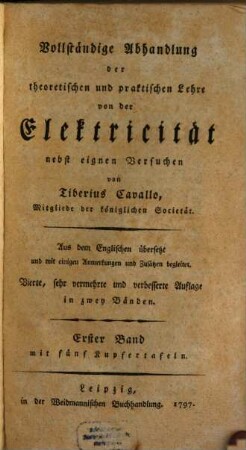 Vollständige Abhandlung
der
theoretischen und praktischen Lehre
von der
Elektricität
nebst eignen Versuchen
von
Tiberius Cavallo,
Mitgliede der königlichen Societät.
Aus dem Englischen übersetzt
und mit einigen Anmerkungen und Zusätzen begleitet.
Vierte, sehr vermehrte und verbesserte Auflage
in zwey Bänden.
Erster Band
mit fünf Kupfertafeln.
Leipzig,
in der Weidmannischen Buchhandlung. 1797.